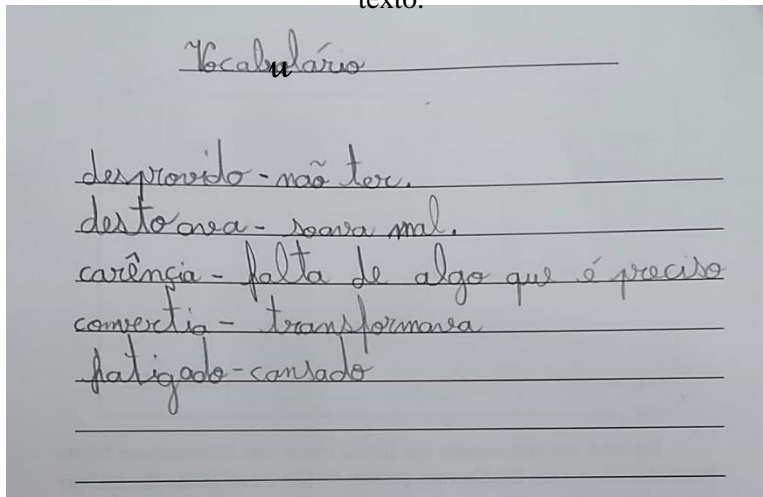 texto.
Vocabulário
desprovido - não ter.
destoava - soava mal.
carência - falta de algo que é preciso
convertia - transformava
fatigado - cansado